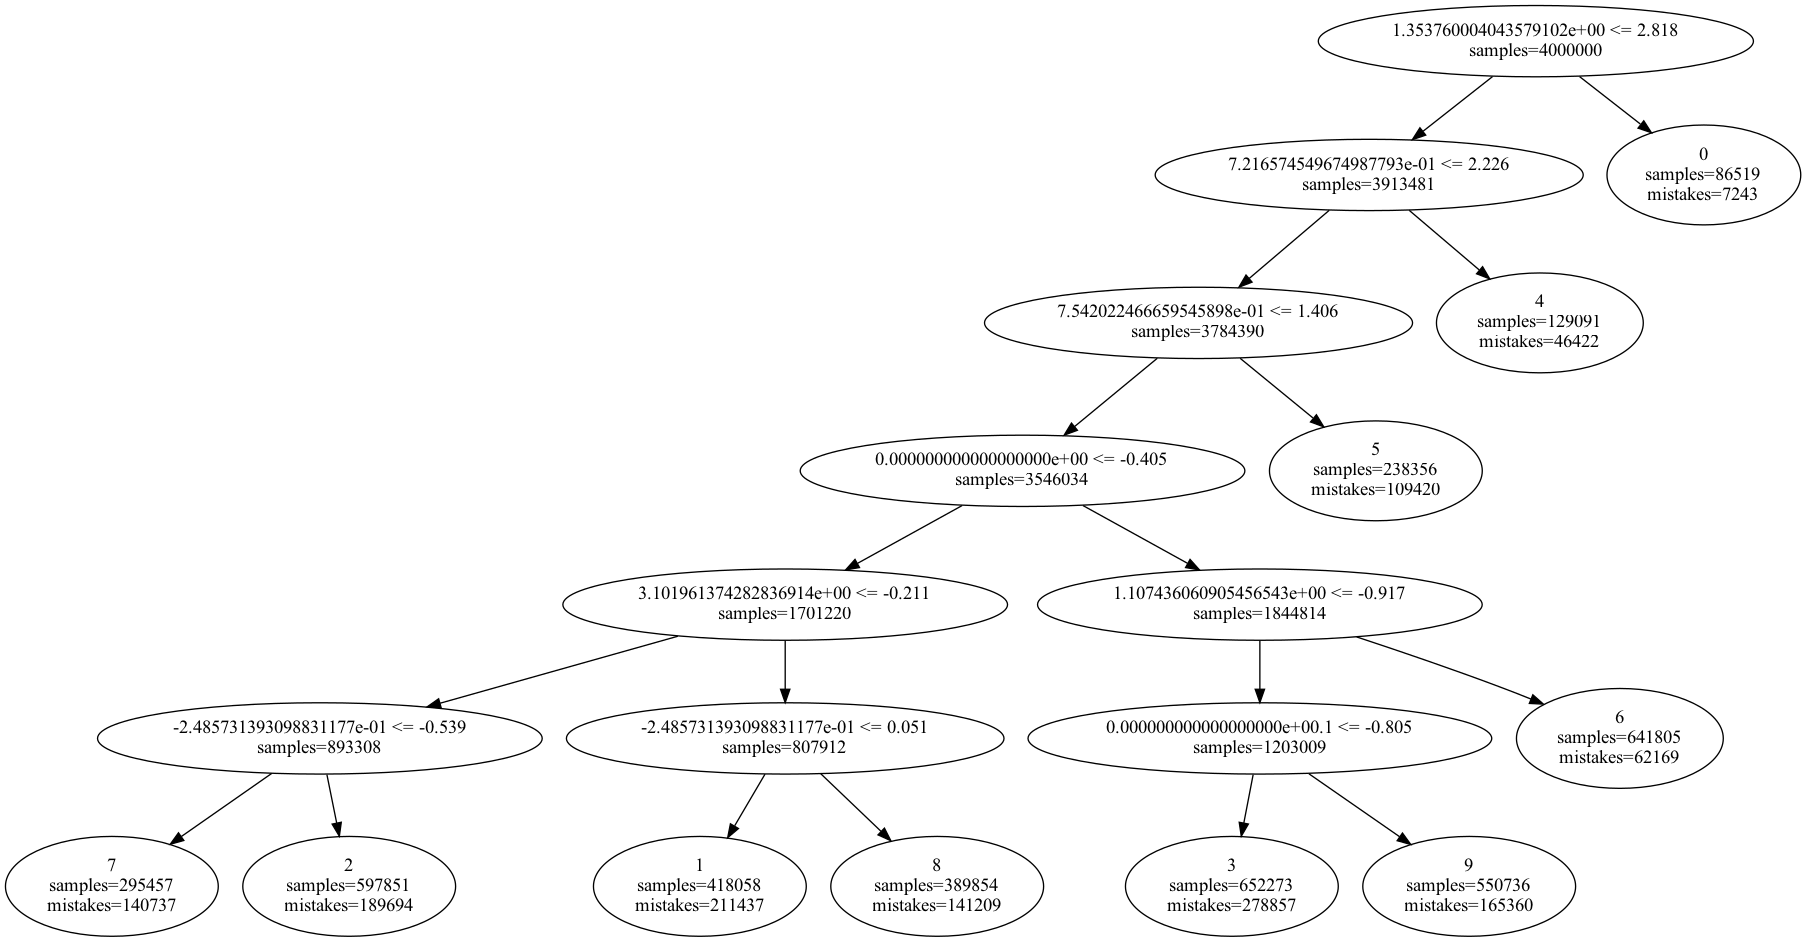 1.353760004043579102e+00 <= 2.818
samples=4000000
7.216574549674987793e-01 <= 2.226
samples=3913481
0
samples=86519
mistakes=7243
7.542022466659545898e-01 <= 1.406
samples=3784390
4
samples=129091
mistakes=46422
0.000000000000000000e+00 <= -0.405
samples=3546034
5
samples=238356
mistakes=109420
3.101961374282836914e+00 <= -0.211
samples=1701220
1.107436060905456543e+00 <= -0.917
samples=1844814
-2.485731393098831177e-01 <= -0.539
samples=893308
-2.485731393098831177e-01 <= 0.051
samples=807912
0.000000000000000000e+00.1 <= -0.805
samples=1203009
6
samples=641805
mistakes=62169
7
samples=295457
mistakes=140737
2
samples=597851
mistakes=189694
1
samples=418058
mistakes=211437
8
samples=389854
mistakes=141209
3
samples=652273
mistakes=278857
9
samples=550736
mistakes=165360